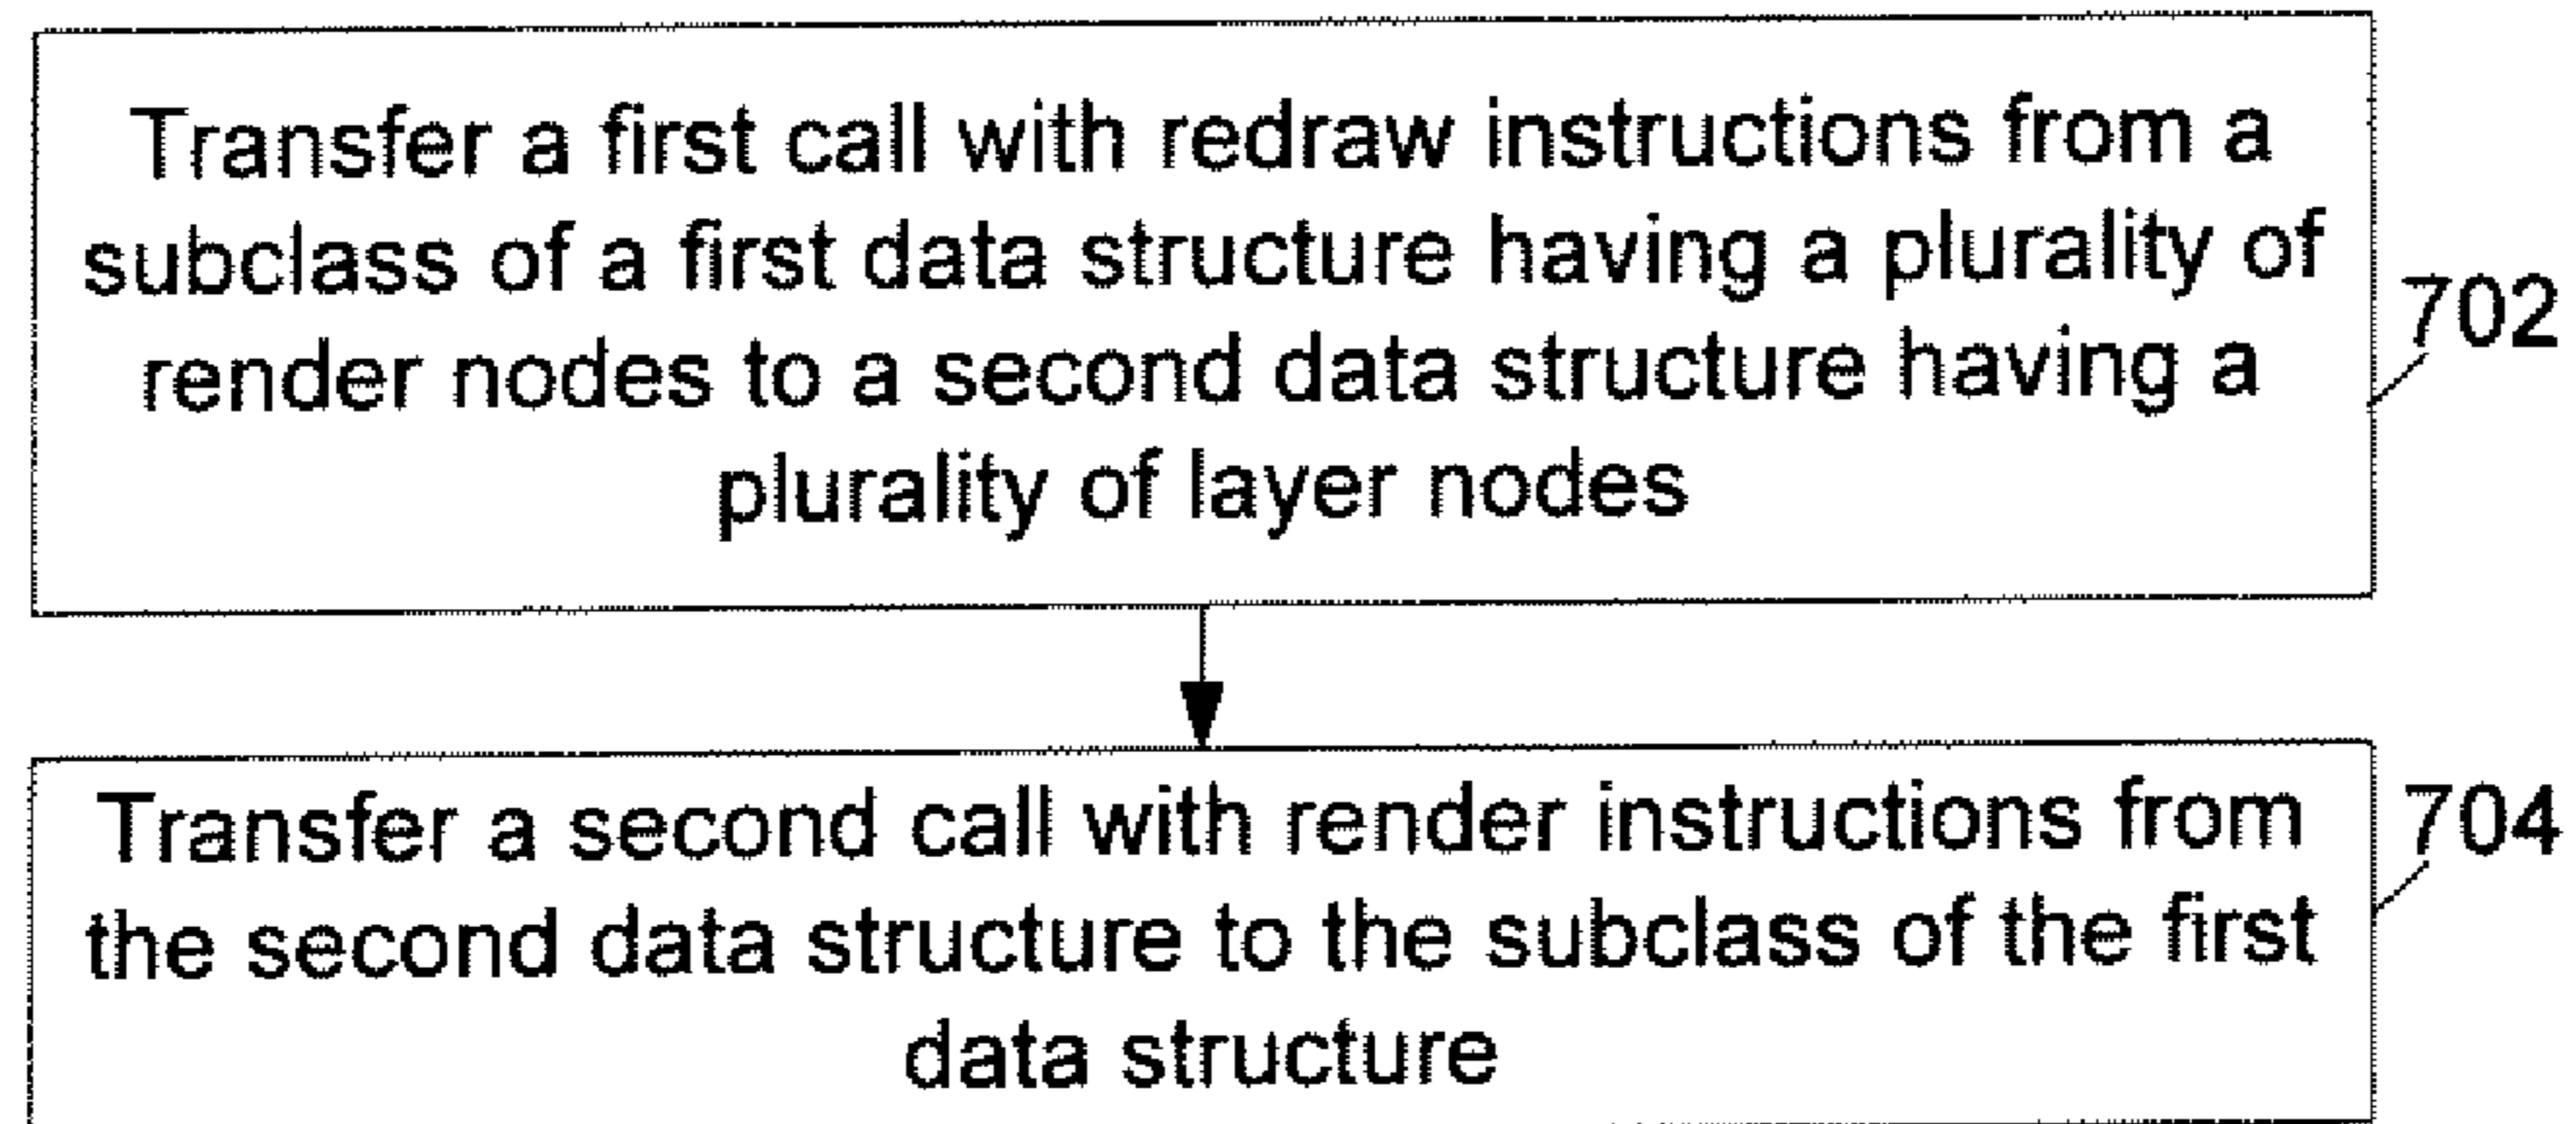 Transfer a first call with redraw instructions from a
subclass of a first data structure having a plurality of
render nodes to a second data structure having a
plurality of layer nodes
702
Transfer a second call with render instructions from
the second data structure to the subclass of the first
data structure
704